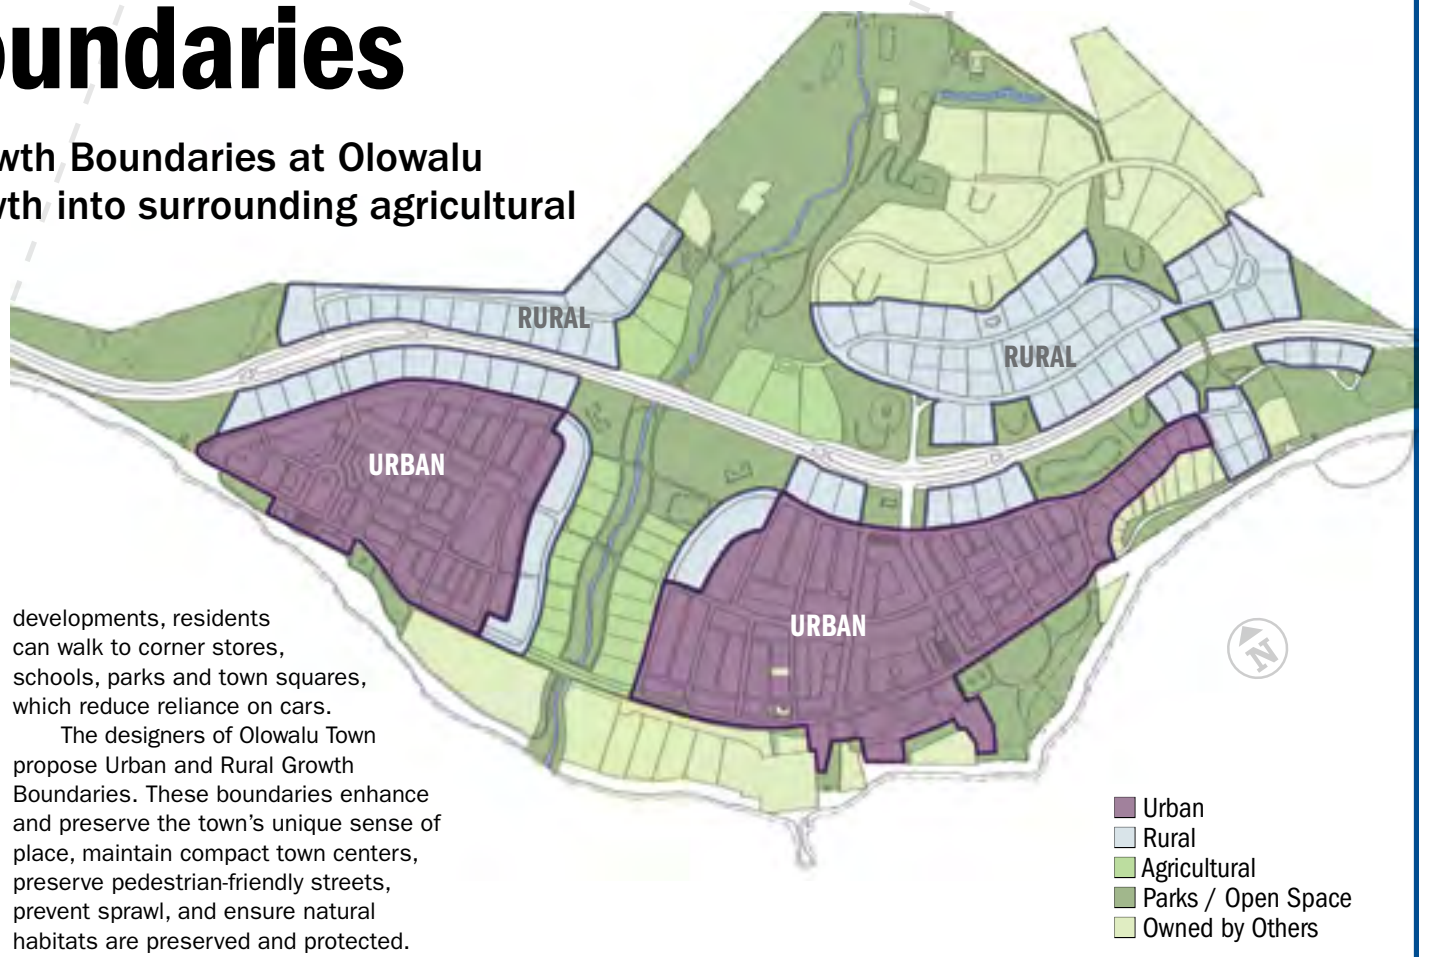 oundaries
wth Boundaries at Olowalu
vth into surrounding agricultural
RURAL
RURAL
URBAN
URBAN
N
developments, residents
can walk to corner stores,
schools, parks and town squares,
which reduce reliance on cars.
The designers of Olowalu Town
propose Urban and Rural Growth
Boundaries. These boundaries enhance
and preserve the town's unique sense of
place, maintain compact town centers,
preserve pedestrian-friendly streets,
prevent sprawl, and ensure natural
habitats are preserved and protected.
Urban
Rural
Agricultural
Parks / Open Space
Owned by Others